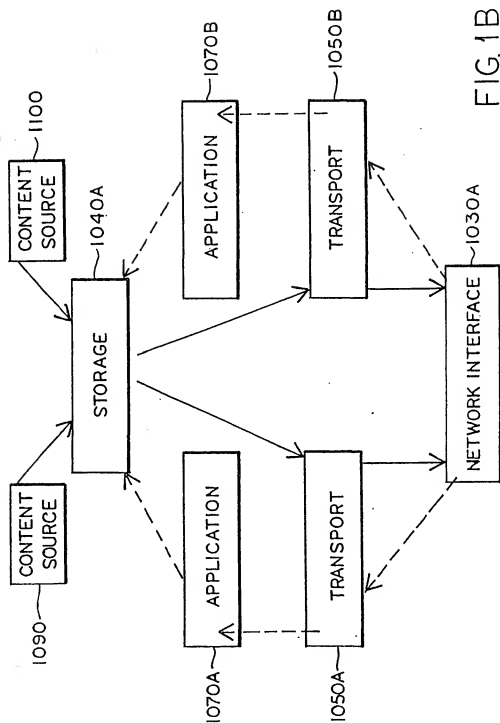 1090
CONTENT
SOURCE
CONTENT
SOURCE
1100
STORAGE
1040A
1070A
APPLICATION
APPLICATION
1070B
1050A
TRANSPORT
TRANSPORT
1050B
NETWORK INTERFACE
1030A
FIG. 1B